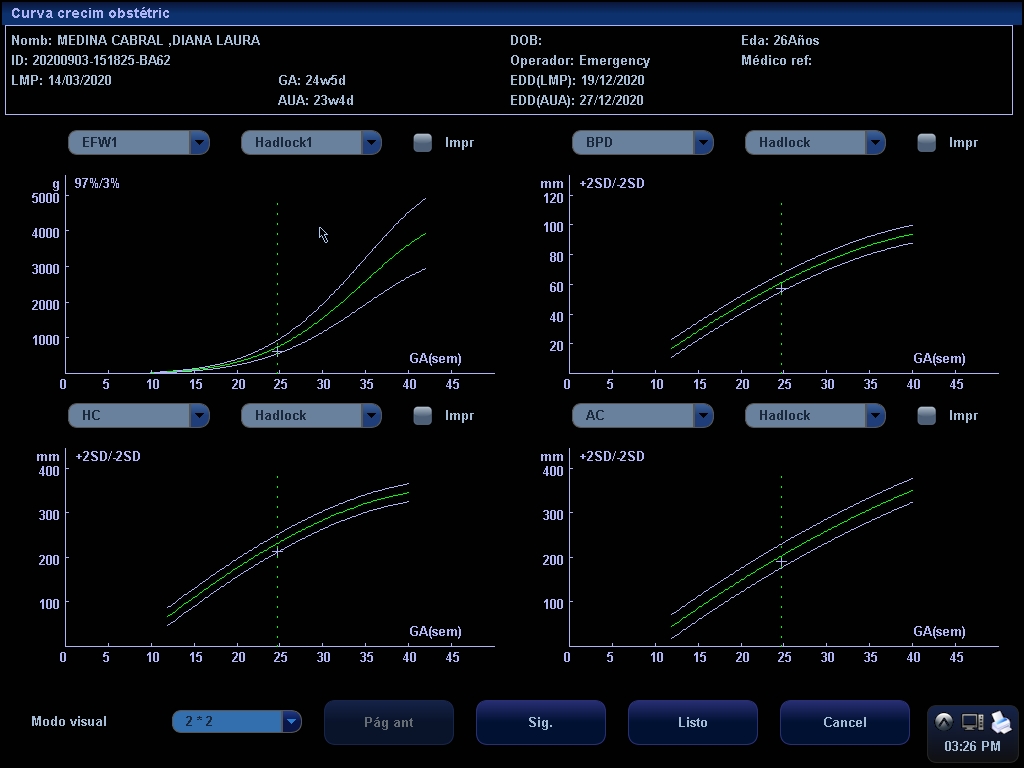 Curva crecim obstétric
Nomb: MEDINA CABRAL ,DIANA LAURA DOB: Eda: 26Años
ID: 20200903-151825-BA62 Operador: Emergency Médico ref:
LMP: 14/03/2020 GA: 24w5d EDD(LMP): 19/12/2020
AUA: 23w4d EDD(AUA): 27/12/2020
EFW1 Hadlock1 Impr
g 97%/3%
5000
4000
3000
2000
1000
GA(sem)
0 5 10 15 20 25 30 35 40 45
BPD Hadlock Impr
mm +2SD/-2SD
120
100
80
60
40
20
GA(sem)
0 5 10 15 20 25 30 35 40 45
HC Hadlock Impr
mm +2SD/-2SD
400
300
200
100
GA(sem)
0 5 10 15 20 25 30 35 40 45
AC Hadlock Impr
mm +2SD/-2SD
400
300
200
100
GA(sem)
0 5 10 15 20 25 30 35 40 45
Modo visual 2 * 2 Pág ant Sig. Listo Cancel
03:26 PM